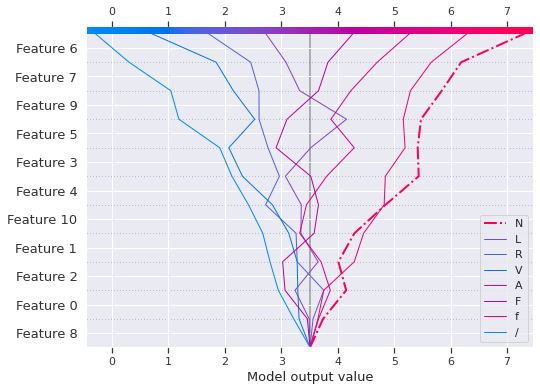 0 1 2 3 4 5 6 7
Feature 6
Feature 7
Feature 9
Feature 5
Feature 3
Feature 4
Feature 10
Feature 1
Feature 2
Feature 0
Feature 8
N
L
R
V
A
F
f
/
0 1 2 3 4 5 6 7
Model output value